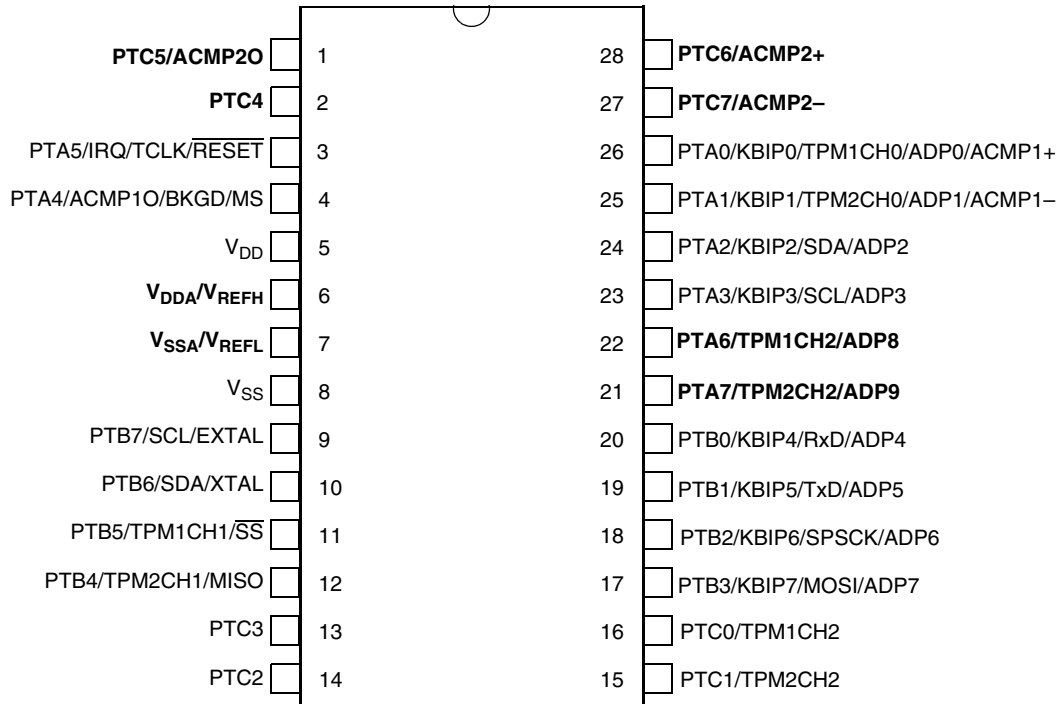 PTC5/ACMP2O 1 28 PTC6/ACMP2+
PTC4 2 27 PTC7/ACMP2–
PTA5/IRQ/TCLK/RESET 3 26 PTA0/KBIP0/TPM1CH0/ADP0/ACMP1+
PTA4/ACMP1O/BKGD/MS 4 25 PTA1/KBIP1/TPM2CH0/ADP1/ACMP1–
VDD 5 24 PTA2/KBIP2/SDA/ADP2
VDDA/VREFH 6 23 PTA3/KBIP3/SCL/ADP3
VSSA/VREFL 7 22 PTA6/TPM1CH2/ADP8
VSS 8 21 PTA7/TPM2CH2/ADP9
PTB7/SCL/EXTAL 9 20 PTB0/KBIP4/RxD/ADP4
PTB6/SDA/XTAL 10 19 PTB1/KBIP5/TxD/ADP5
PTB5/TPM1CH1/SS 11 18 PTB2/KBIP6/SPSCK/ADP6
PTB4/TPM2CH1/MISO 12 17 PTB3/KBIP7/MOSI/ADP7
PTC3 13 16 PTC0/TPM1CH2
PTC2 14 15 PTC1/TPM2CH2